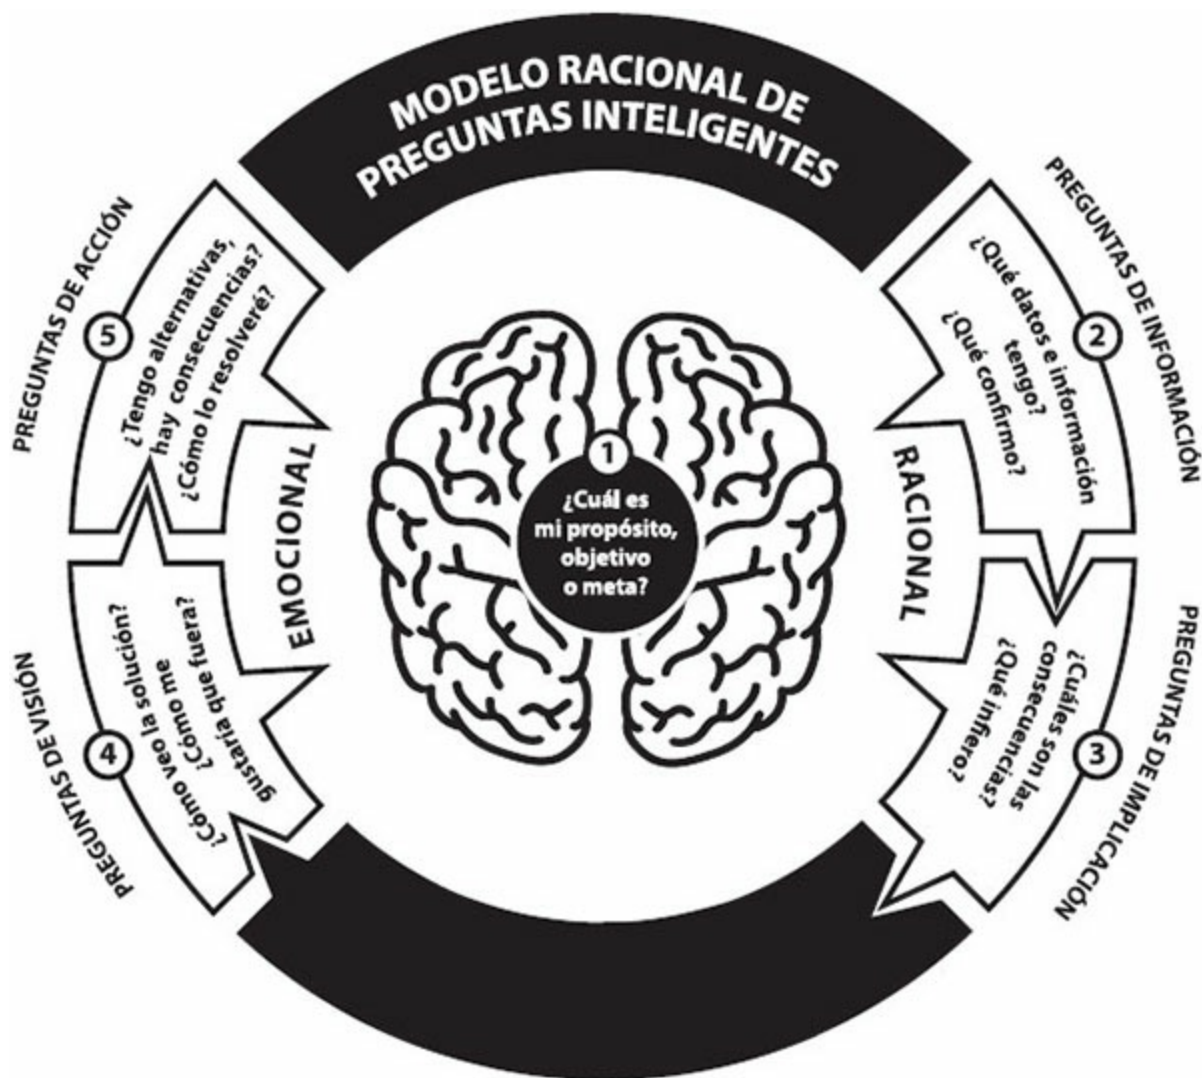 MODELO RACIONAL DE
PREGUNTAS INTELIGENTES
1
¿Cuál es
mi propósito,
objetivo
o meta?
RACIONAL
PREGUNTAS DE INFORMACIÓN
2
¿Qué datos e información
tengo?
¿Qué confirmo?
PREGUNTAS DE IMPLICACIÓN
3
¿Cuáles son las
consecuencias?
¿Qué infiero?
EMOCIONAL
PREGUNTAS DE VISIÓN
4
¿Cómo veo la solución?
¿Cómo me
gustaría que fuera?
PREGUNTAS DE ACCIÓN
5
¿Tengo alternativas,
hay consecuencias?
¿Cómo lo resolveré?